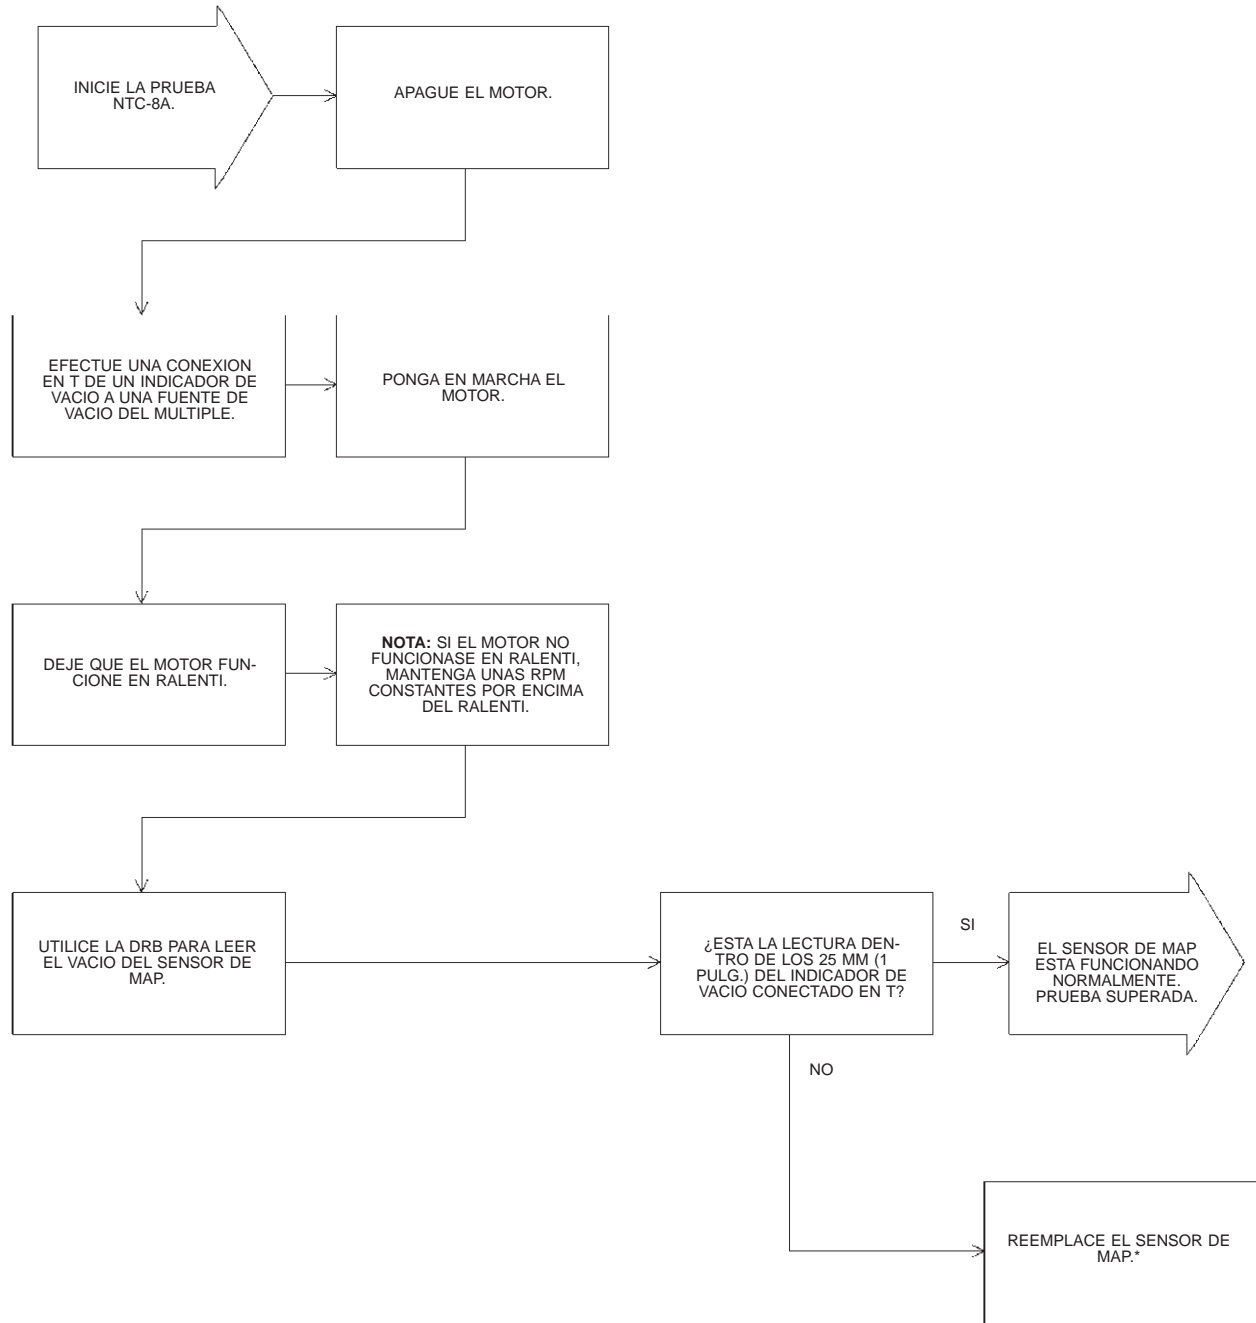 INICIE LA PRUEBA
NTC-8A.
APAGUE EL MOTOR.
EFECTUE UNA CONEXION
EN T DE UN INDICADOR DE
VACIO A UNA FUENTE DE
VACIO DEL MULTIPLE.
PONGA EN MARCHA EL
MOTOR.
DEJE QUE EL MOTOR FUN-
CIONE EN RALENTI.
NOTA: SI EL MOTOR NO
FUNCIONASE EN RALENTI,
MANTENGA UNAS RPM
CONSTANTES POR ENCIMA
DEL RALENTI.
UTILICE LA DRB PARA LEER
EL VACIO DEL SENSOR DE
MAP.
¿ESTA LA LECTURA DEN-
TRO DE LOS 25 MM (1
PULG.) DEL INDICADOR DE
VACIO CONECTADO EN T?
SI
EL SENSOR DE MAP
ESTA FUNCIONANDO
NORMALMENTE.
PRUEBA SUPERADA.
NO
REEMPLACE EL SENSOR DE
MAP.*